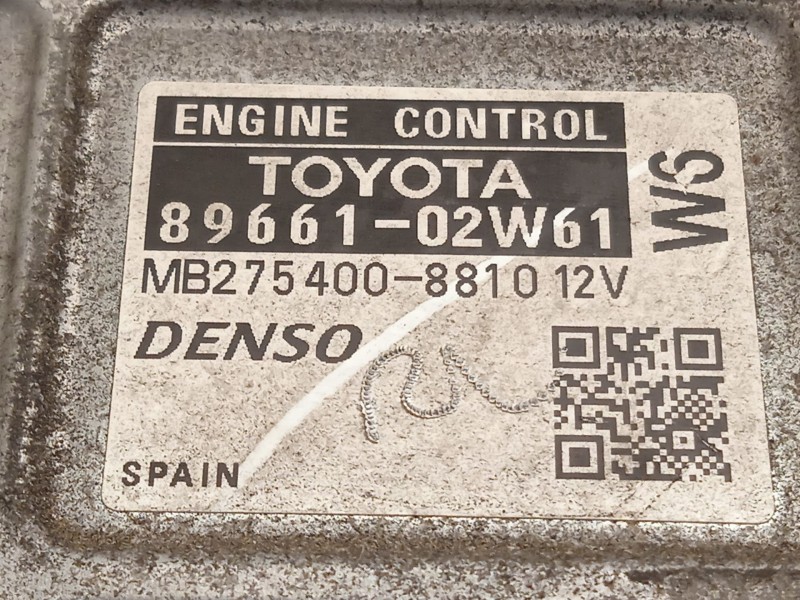 ENGINE CONTROL
TOYOTA
89661-02W61
W6
MB275400-8810 12V
DENSO
SPAIN